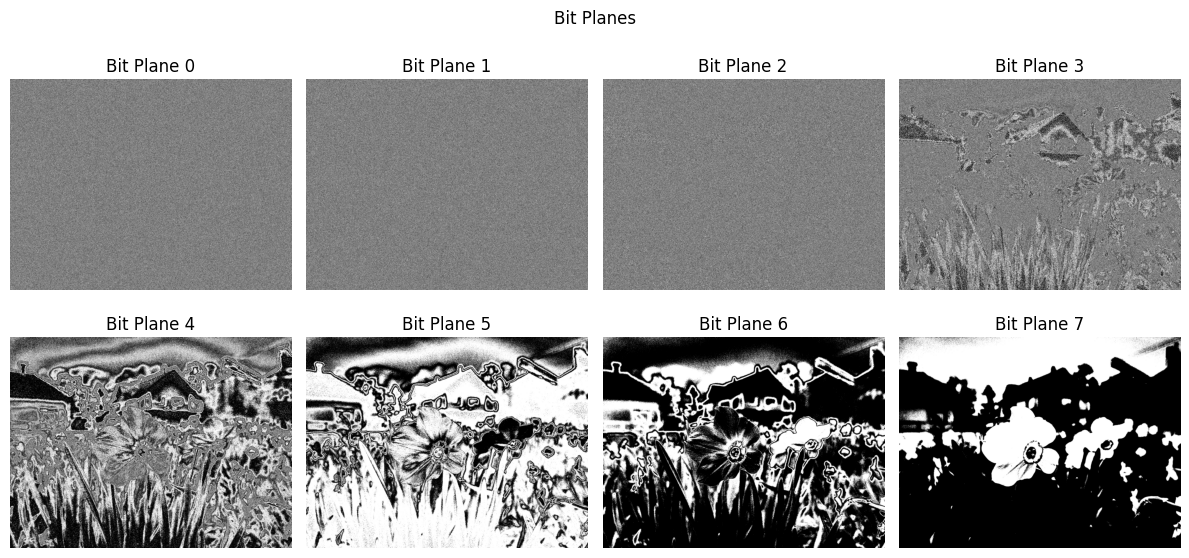 Bit Planes
Bit Plane 0
Bit Plane 1
Bit Plane 2
Bit Plane 3
Bit Plane 4
Bit Plane 5
Bit Plane 6
Bit Plane 7